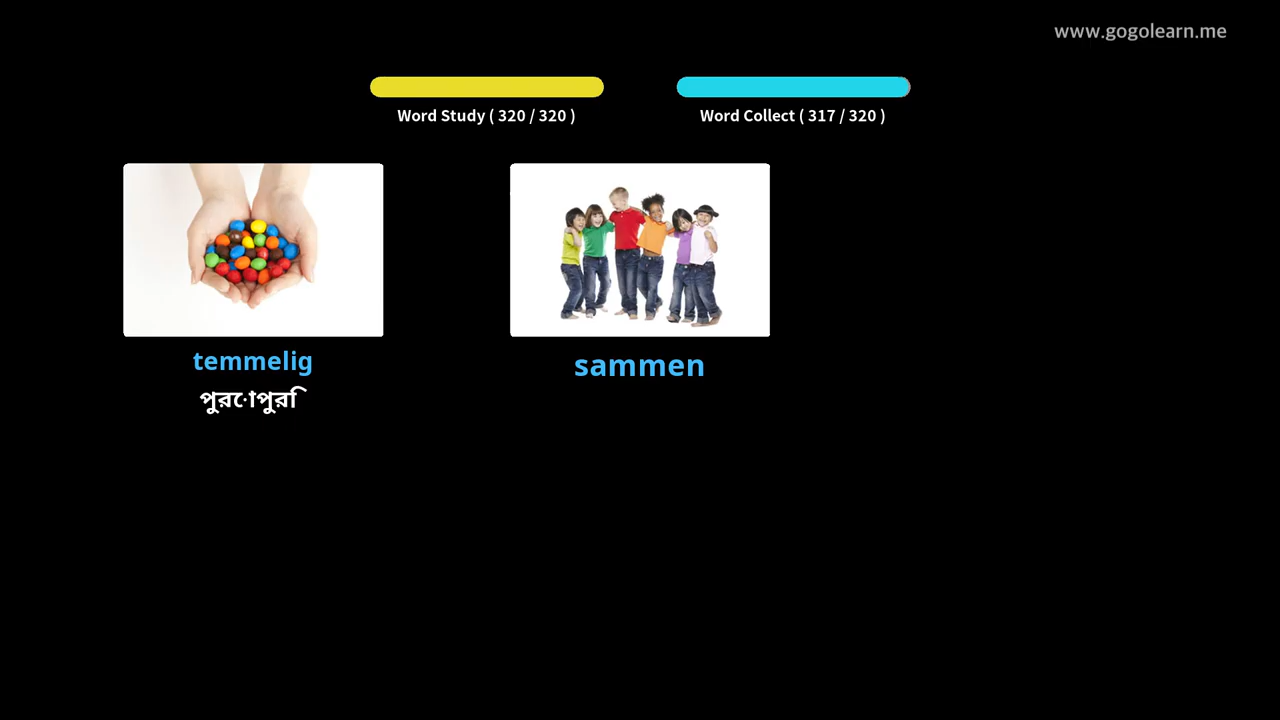 www.gogolearn.me
Word Study ( 320 / 320 )
Word Collect ( 317 / 320 )
temmelig
পুরোপুরি
sammen